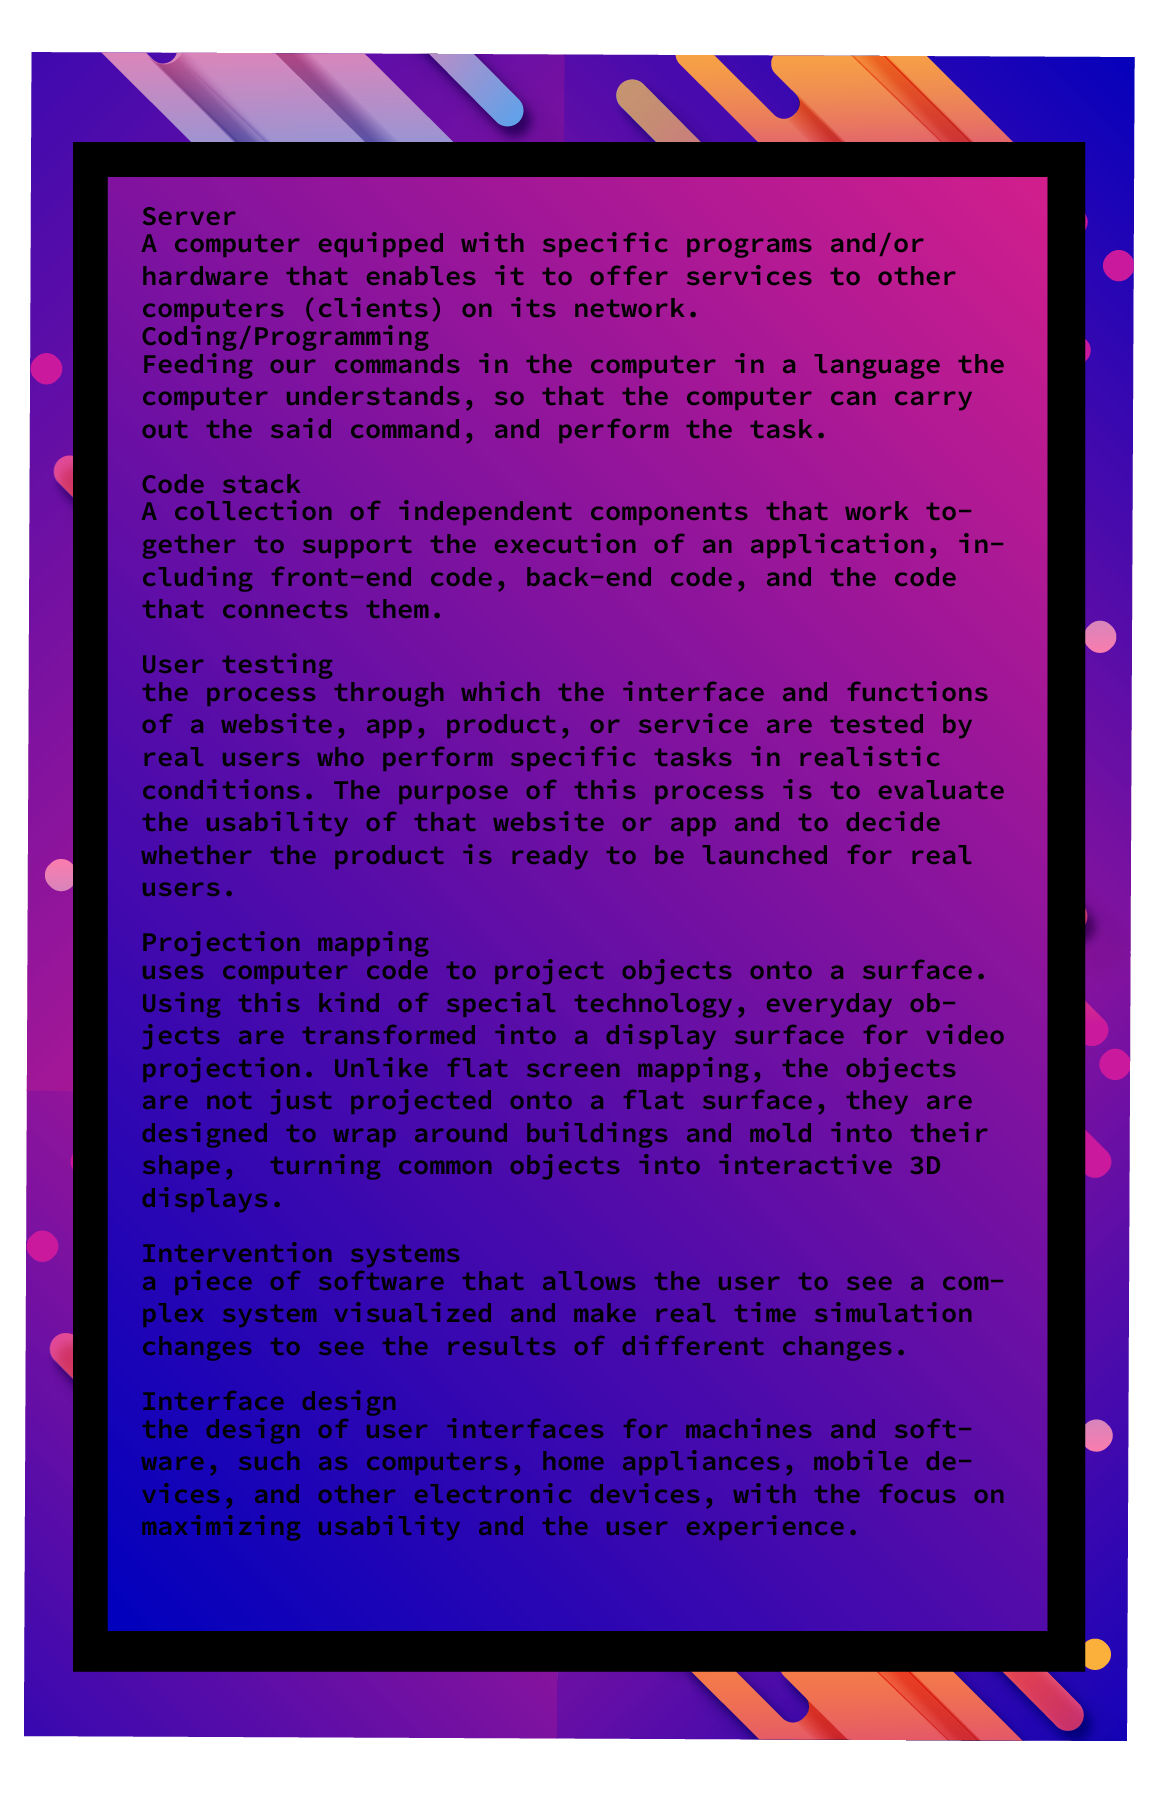 Server
A computer equipped with specific programs and/or
hardware that enables it to offer services to other
computers (clients) on its network.
Coding/Programming
Feeding our commands in the computer in a language the
computer understands, so that the computer can carry
out the said command, and perform the task.
Code stack
A collection of independent components that work to-
gether to support the execution of an application, in-
cluding front-end code, back-end code, and the code
that connects them.
User testing
the process through which the interface and functions
of a website, app, product, or service are tested by
real users who perform specific tasks in realistic
conditions. The purpose of this process is to evaluate
the usability of that website or app and to decide
whether the product is ready to be launched for real
users.
Projection mapping
uses computer code to project objects onto a surface.
Using this kind of special technology, everyday ob-
jects are transformed into a display surface for video
projection. Unlike flat screen mapping, the objects
are not just projected onto a flat surface, they are
designed to wrap around buildings and mold into their
shape,  turning common objects into interactive 3D
displays.
Intervention systems
a piece of software that allows the user to see a com-
plex system visualized and make real time simulation
changes to see the results of different changes.
Interface design
the design of user interfaces for machines and soft-
ware, such as computers, home appliances, mobile de-
vices, and other electronic devices, with the focus on
maximizing usability and the user experience.